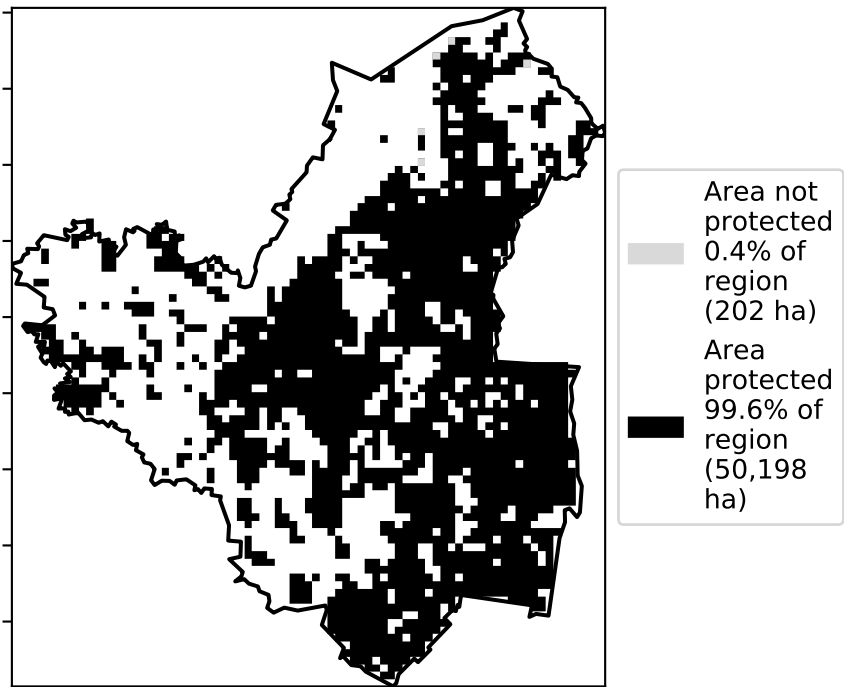 Area not
protected
0.4% of
region
(202 ha)
Area
protected
99.6% of
region
(50,198
ha)